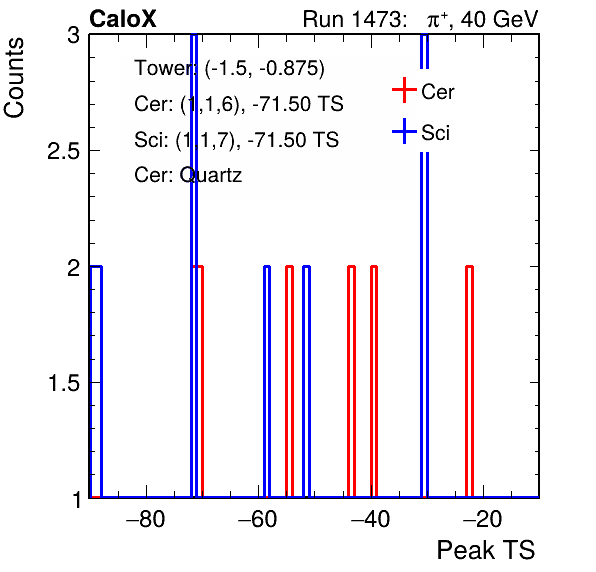 CaloX Run 1473: π⁺, 40 GeV
Counts
3
Tower: (-1.5, -0.875)
Cer: (1,1,6), -71.50 TS
Sci: (1,1,7), -71.50 TS
Cer: Quartz
Cer
Sci
2.5
2
1.5
1
−80 −60 −40 −20
Peak TS